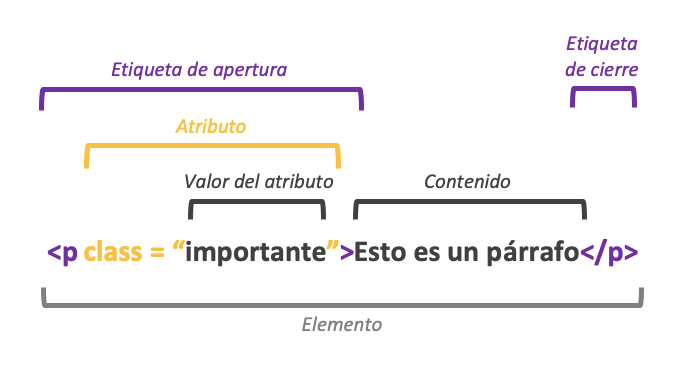 Etiqueta
de cierre
Etiqueta de apertura
Atributo
Valor del atributo
Contenido
<p class = “importante”>Esto es un párrafo</p>
Elemento